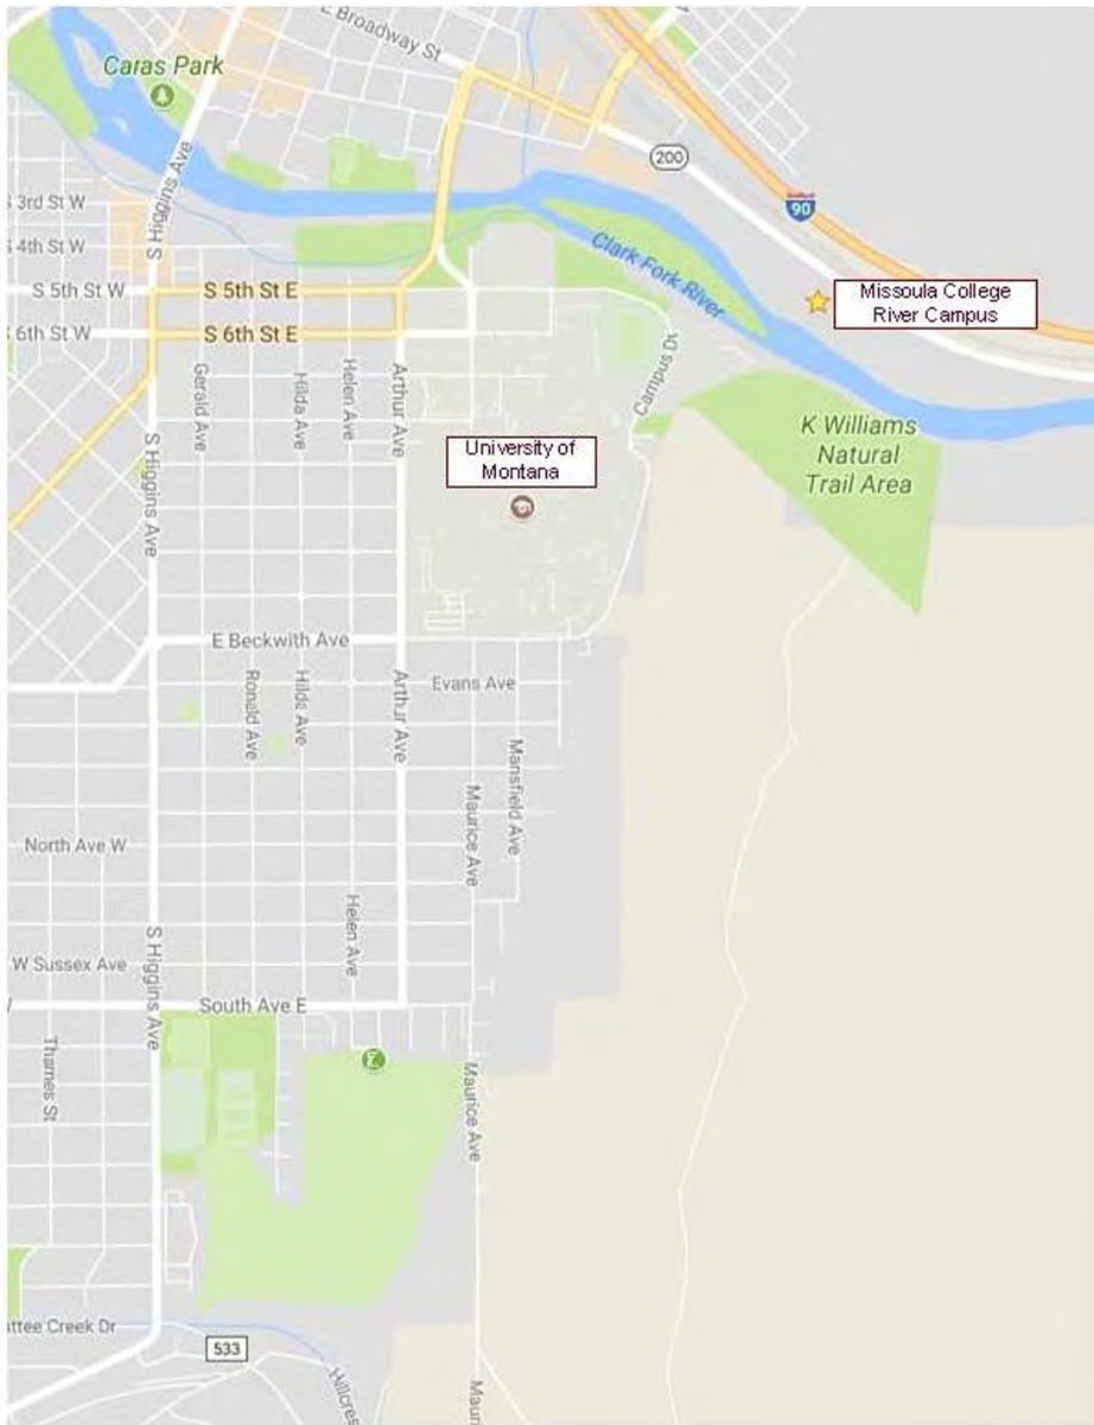 E Broadway St
Caras Park
200
S Higgins Ave
S 3rd St W
90
S 4th St W
Clark Fork River
S 5th St W
S 5th St E
Missoula College
River Campus
S 6th St W
S 6th St E
Campus Dr
Gerald Ave
Hilda Ave
Helen Ave
Arthur Ave
K Williams
Natural
Trail Area
S Higgins Ave
University of
Montana
E Beckwith Ave
Ronald Ave
Hilda Ave
Arthur Ave
Evans Ave
Mansfield Ave
Maurice Ave
North Ave W
Helen Ave
S Higgins Ave
W Sussex Ave
South Ave E
Thames St
Maurice Ave
ttee Creek Dr
533
Hillcres
Mauri